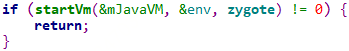 if (startVm(&mJavaVM, &env, zygote) != 0) {
    return;
}